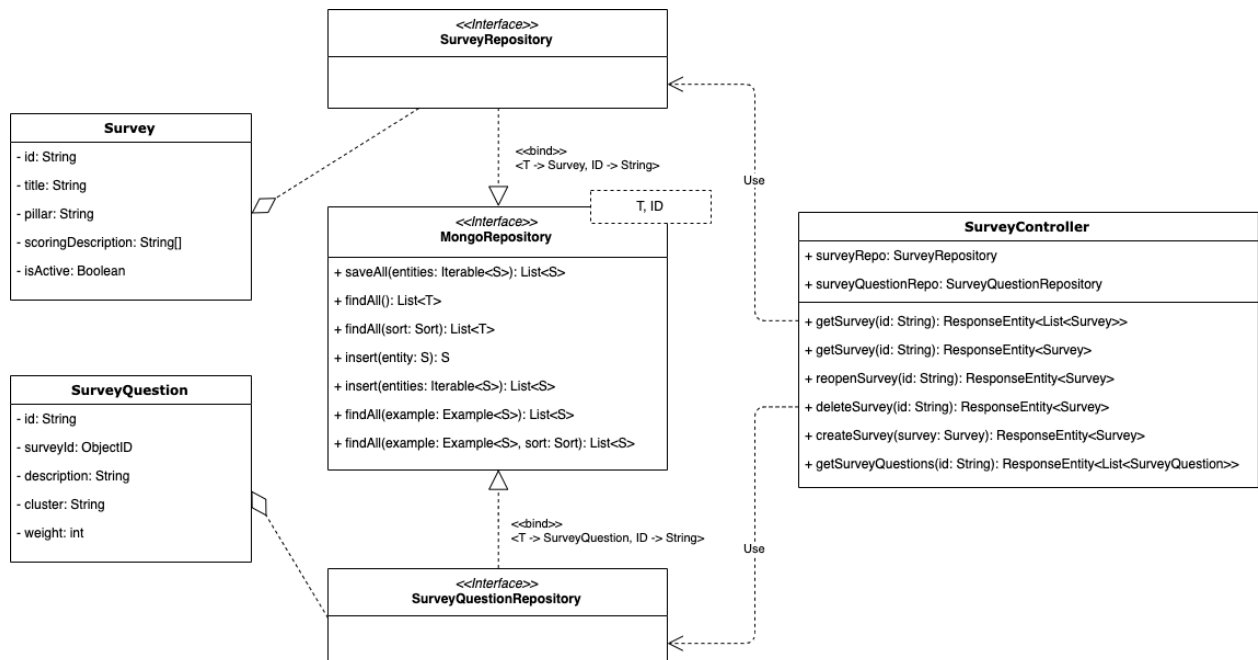 <<Interface>>
SurveyRepository
Survey
- id: String
- title: String
- pillar: String
- scoringDescription: String[]
- isActive: Boolean
<<bind>>
<T -> Survey, ID -> String>
Use
T, ID
<<Interface>>
MongoRepository
+ saveAll(entities: Iterable<S>): List<S>
+ findAll(): List<T>
+ findAll(sort: Sort): List<T>
+ insert(entity: S): S
+ insert(entities: Iterable<S>): List<S>
+ findAll(example: Example<S>): List<S>
+ findAll(example: Example<S>, sort: Sort): List<S>
SurveyController
+ surveyRepo: SurveyRepository
+ surveyQuestionRepo: SurveyQuestionRepository
+ getSurvey(id: String): ResponseEntity<List<Survey>>
+ getSurvey(id: String): ResponseEntity<Survey>
+ reopenSurvey(id: String): ResponseEntity<Survey>
+ deleteSurvey(id: String): ResponseEntity<Survey>
+ createSurvey(survey: Survey): ResponseEntity<Survey>
+ getSurveyQuestions(id: String): ResponseEntity<List<SurveyQuestion>>
SurveyQuestion
- id: String
- surveyId: ObjectID
- description: String
- cluster: String
- weight: int
<<bind>>
<T -> SurveyQuestion, ID -> String>
Use
<<Interface>>
SurveyQuestionRepository